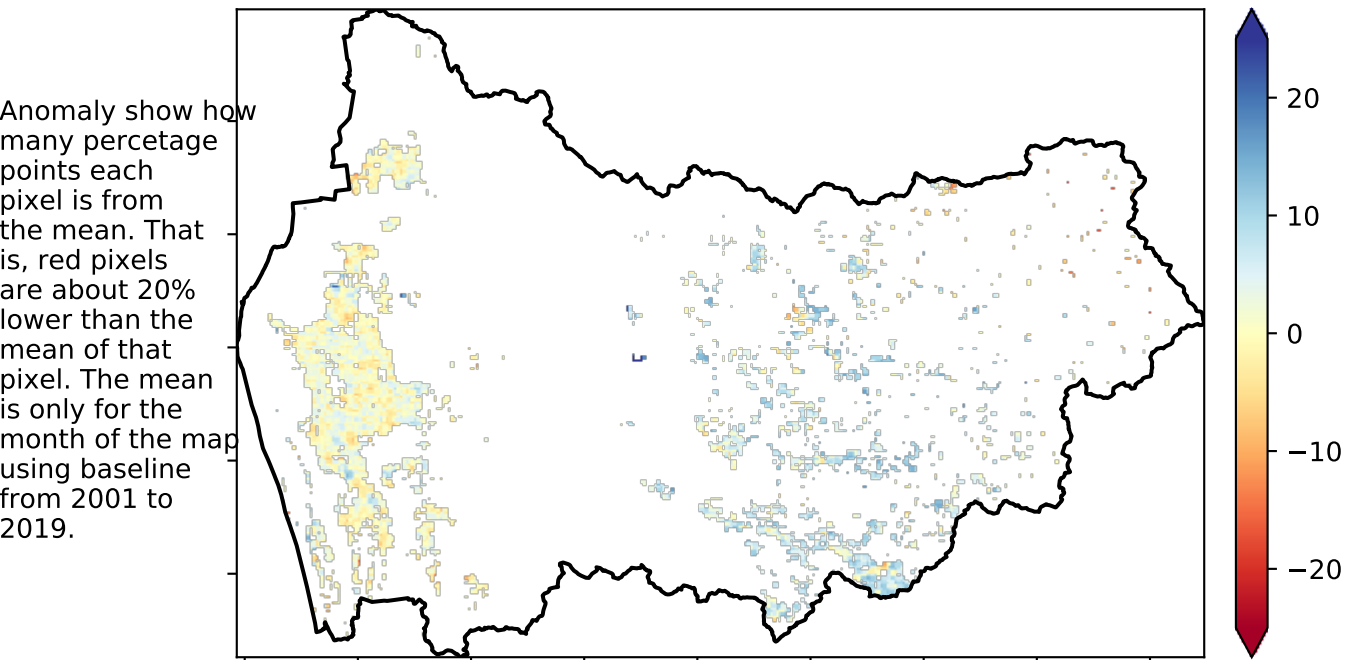 Anomaly show how
many percetage
points each
pixel is from
the mean. That
is, red pixels
are about 20%
lower than the
mean of that
pixel. The mean
is only for the
month of the map
using baseline
from 2001 to
2019.
20
10
0
−10
−20